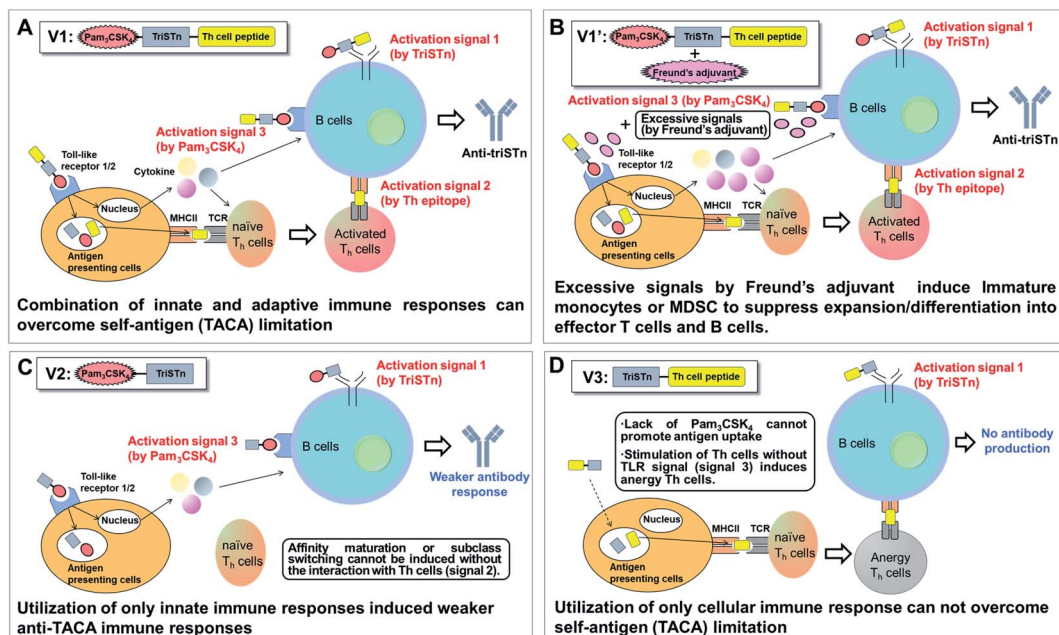 A
V1: Pam₃CSK₄ TriSTn Th cell peptide
Activation signal 1
(by TriSTn)
B cells
Activation signal 3
(by Pam₃CSK₄)
Anti-triSTn
Toll-like
receptor 1/2
Cytokine
Activation signal 2
(by Th epitope)
Nucleus
MHCII TCR
naïve
Th cells
Activated
Th cells
Antigen
presenting cells
Combination of innate and adaptive immune responses can
overcome self-antigen (TACA) limitation
B
V1’: Pam₃CSK₄ TriSTn Th cell peptide
+
Freund's adjuvant
Activation signal 1
(by TriSTn)
Activation signal 3 (by Pam₃CSK₄)
B cells
+ Excessive signals
(by Freund's adjuvant)
Anti-triSTn
Toll-like
receptor 1/2
Activation signal 2
(by Th epitope)
Nucleus
MHCII TCR
naïve
Th cells
Activated
Th cells
Antigen
presenting cells
Excessive signals by Freund's adjuvant induce Immature
monocytes or MDSC to suppress expansion/differentiation into
effector T cells and B cells.
C
V2: Pam₃CSK₄ TriSTn
Activation signal 1
(by TriSTn)
Activation signal 3
(by Pam₃CSK₄)
B cells
Weaker antibody
response
Toll-like
receptor 1/2
Nucleus
naïve
Th cells
Antigen
presenting cells
Affinity maturation or subclass
switching cannot be induced without
the interaction with Th cells (signal 2).
Utilization of only innate immune responses induced weaker
anti-TACA immune responses
D
V3: TriSTn Th cell peptide
Activation signal 1
(by TriSTn)
·Lack of Pam₃CSK₄ cannot
promote antigen uptake
·Stimulation of Th cells without
TLR signal (signal 3) induces
anergy Th cells.
B cells
No antibody
production
Nucleus
MHCII TCR
naïve
Th cells
Anergy
Th cells
Antigen
presenting cells
Utilization of only cellular immune response can not overcome
self-antigen (TACA) limitation